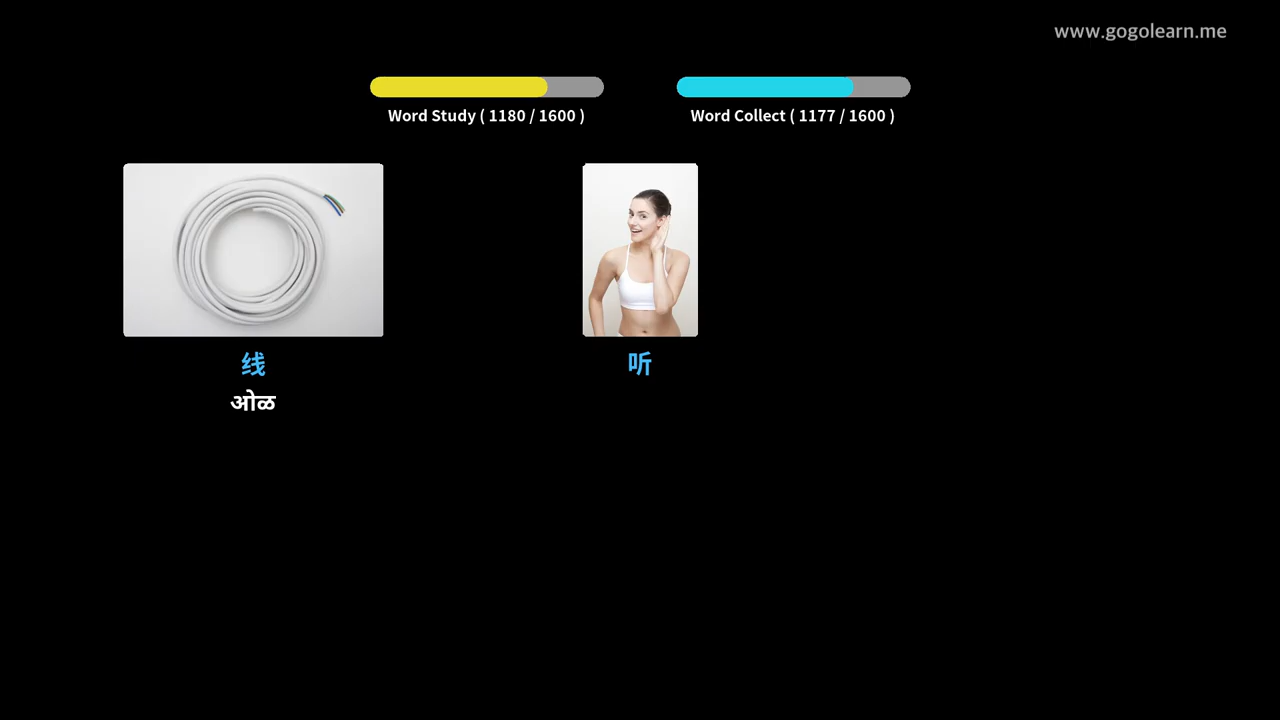 www.gogolearn.me
Word Study ( 1180 / 1600 )
Word Collect ( 1177 / 1600 )
线
ओळ
听